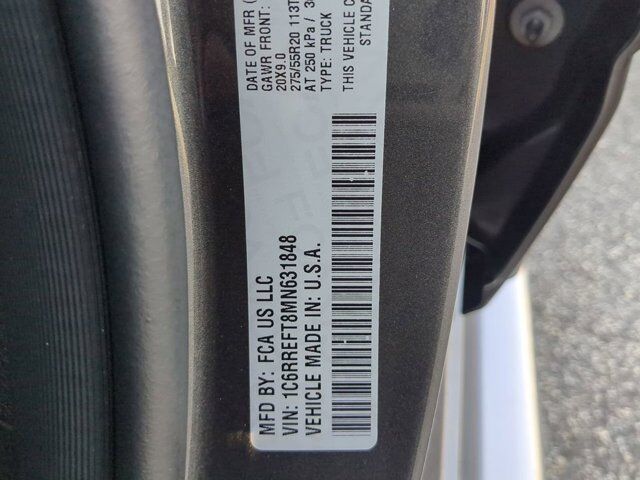 MFD BY: FCA US LLC
VIN: 1C6RREFT8MN631848
VEHICLE MADE IN: U.S.A.
DATE OF MFR
GAWR FRONT:
20X9.0
275/55R20 113T
AT 250 kPa /
TYPE: TRUCK
THIS VEHICLE
STANDA